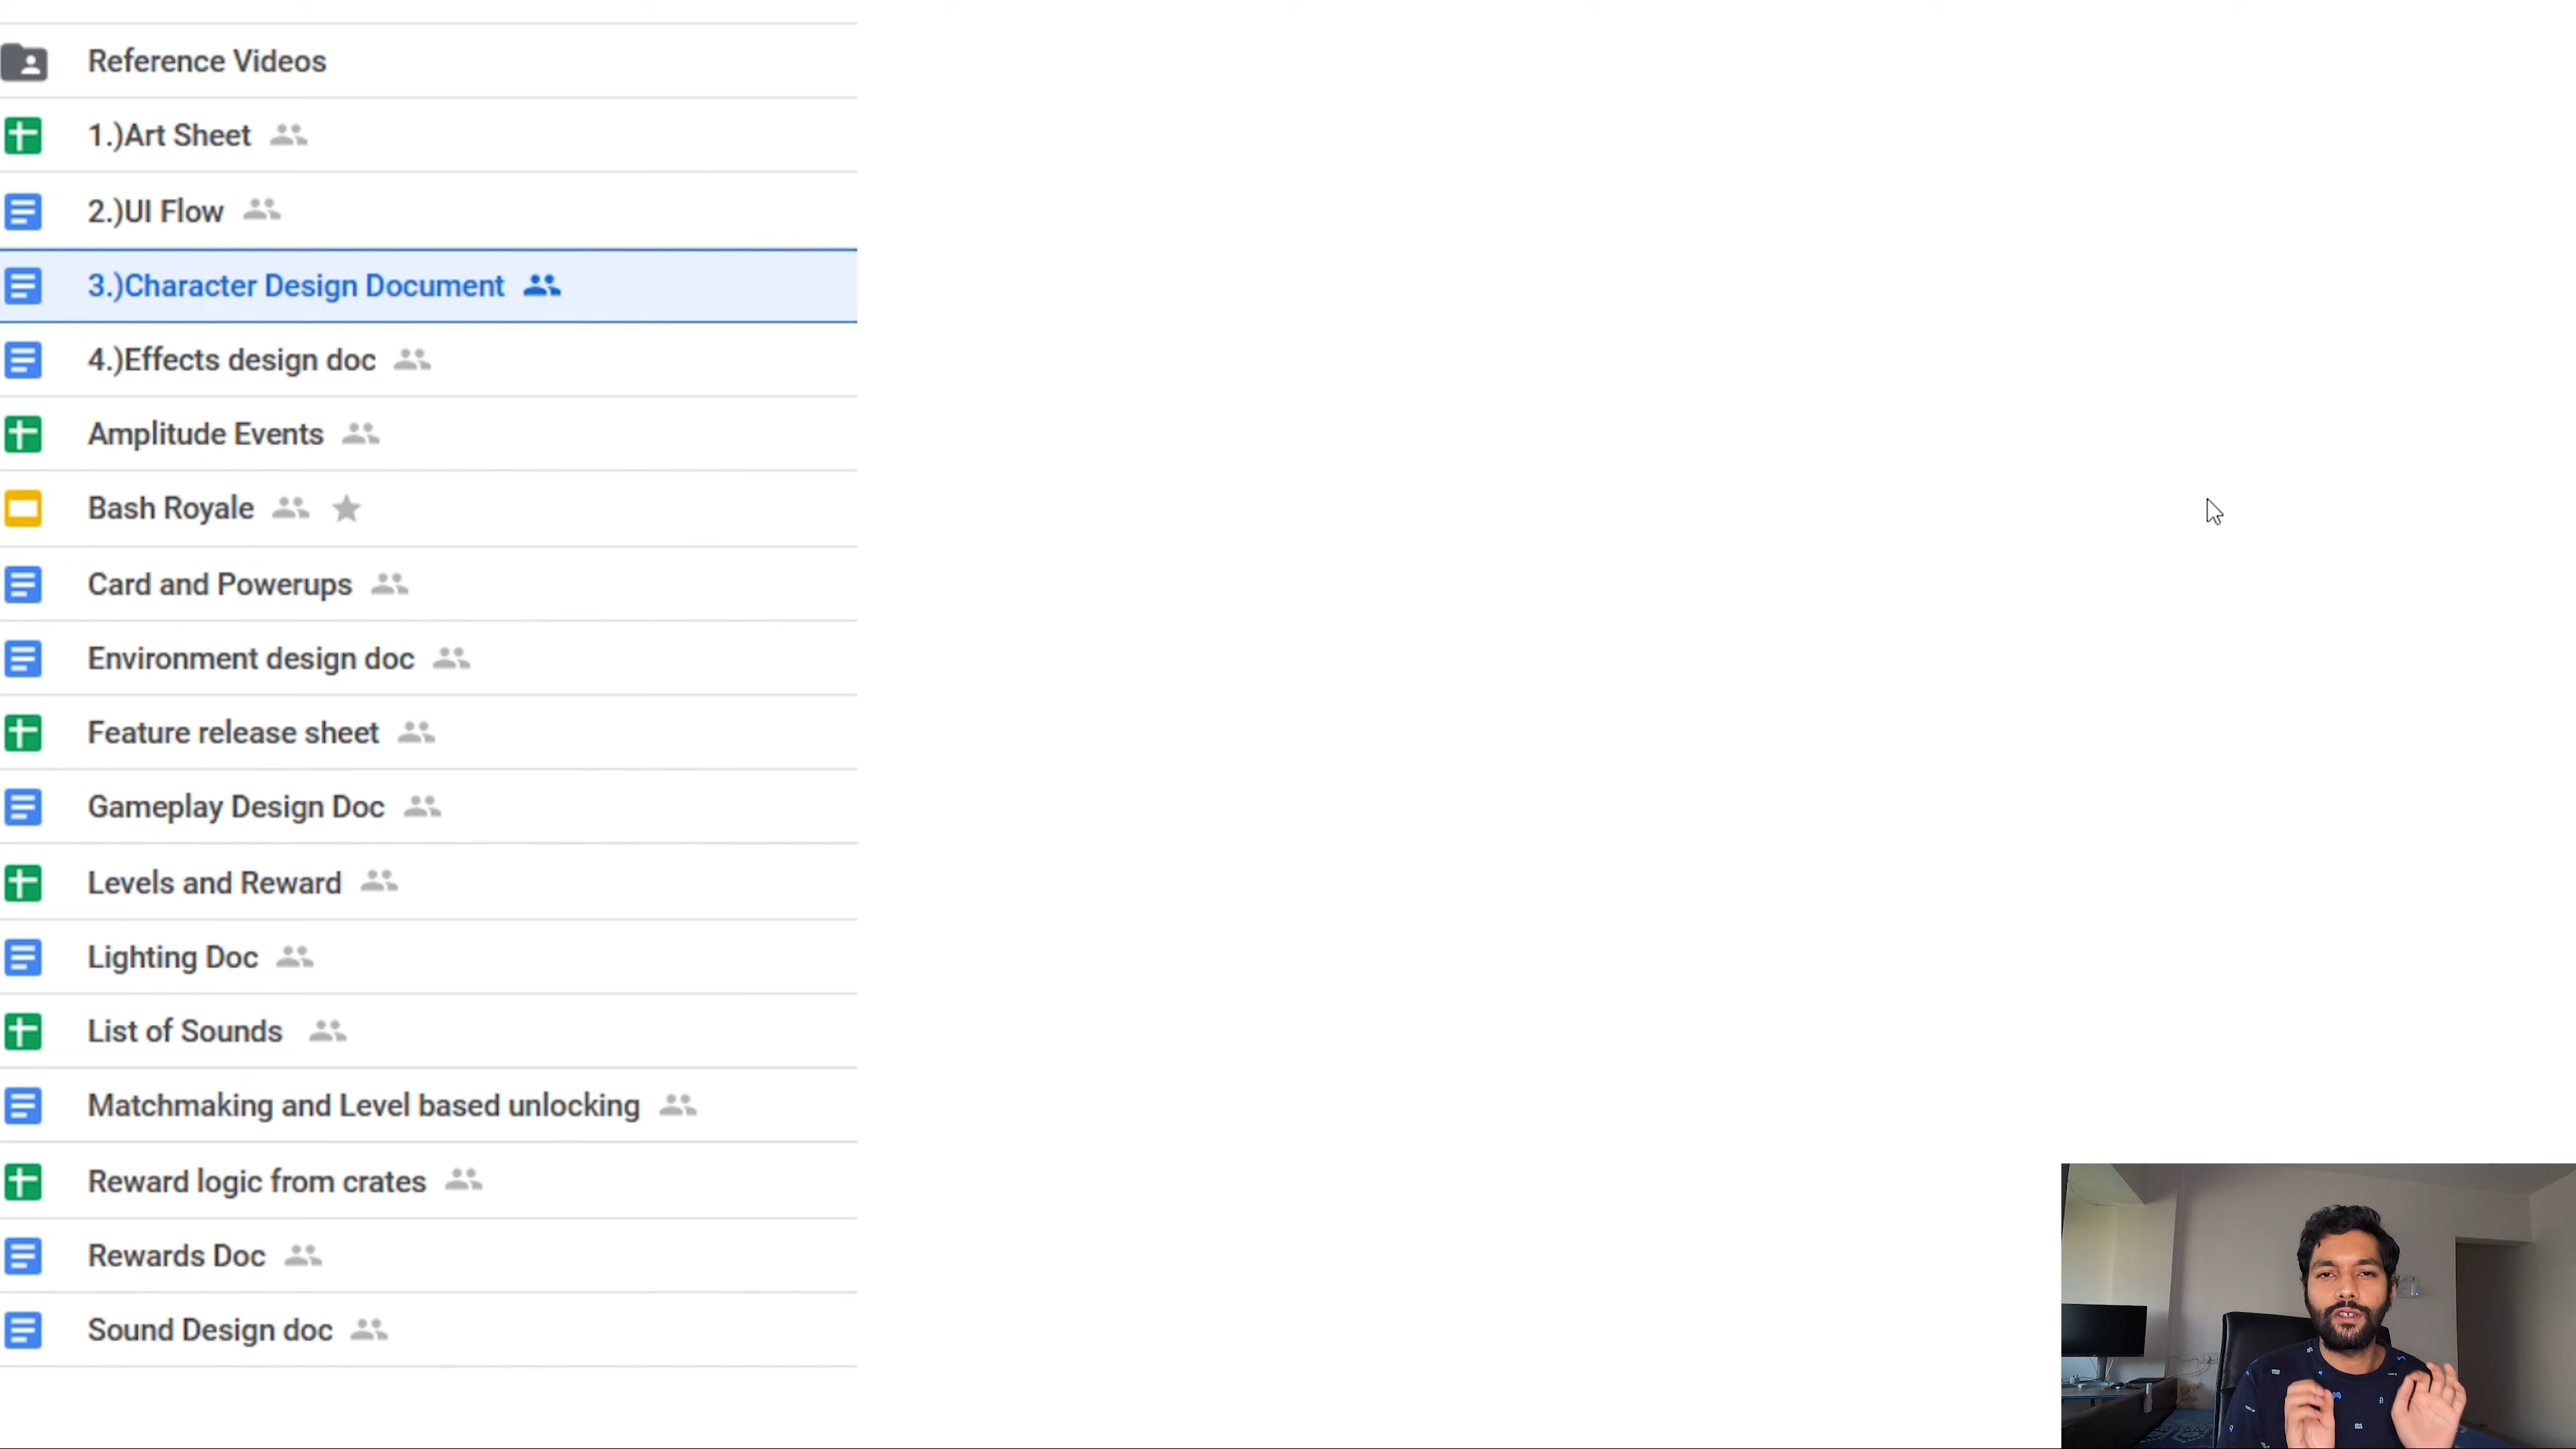 Reference Videos
1.)Art Sheet
2.)UI Flow
3.)Character Design Document
4.)Effects design doc
Amplitude Events
Bash Royale
Card and Powerups
Environment design doc
Feature release sheet
Gameplay Design Doc
Levels and Reward
Lighting Doc
List of Sounds
Matchmaking and Level based unlocking
Reward logic from crates
Rewards Doc
Sound Design doc